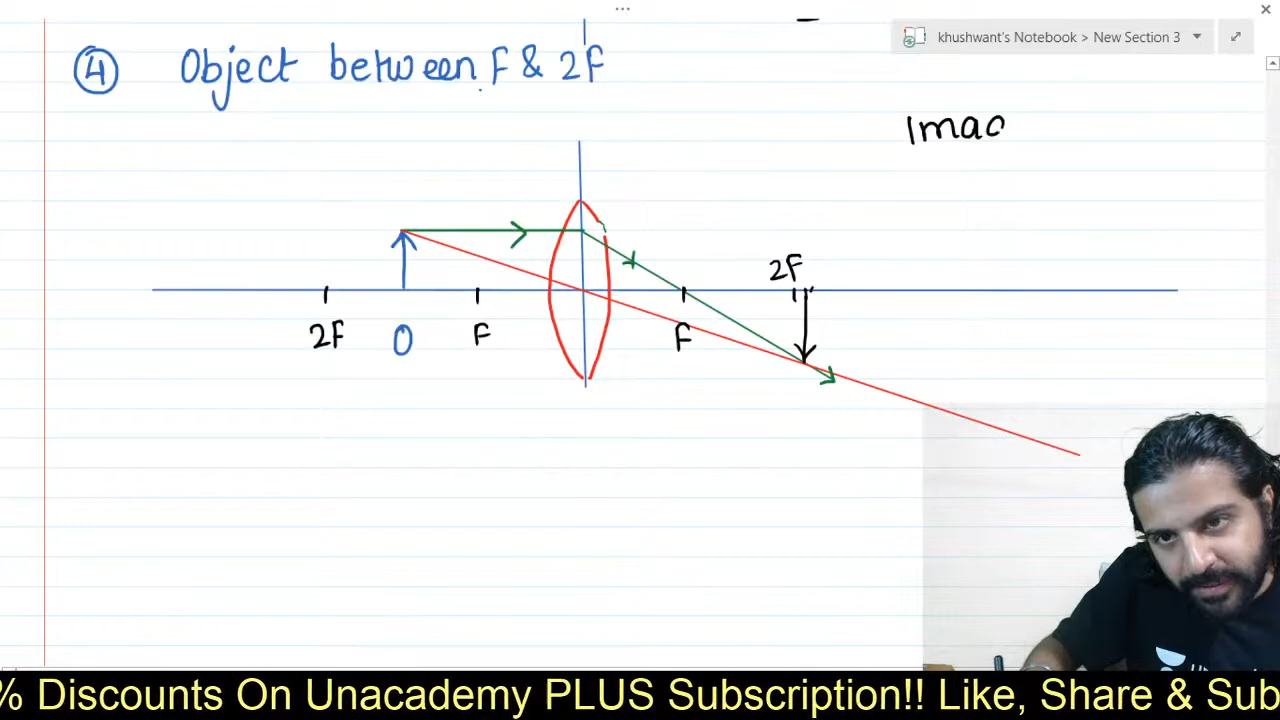 khushwant's Notebook > New Section 3
④ Object between F & 2F
Imac
2F
2F O F F
% Discounts On Unacademy PLUS Subscription!! Like, Share & Sub